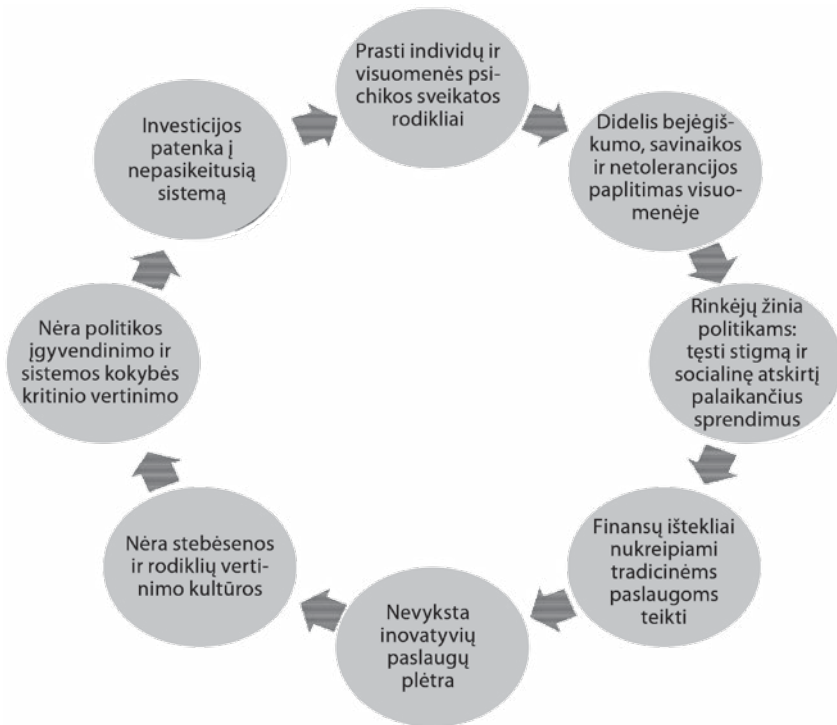 Prasti individų ir
visuomenės psi-
chikos sveikatos
rodikliai
Didelis bejėgiš-
kumo, savinaikos
ir netolerancijos
paplitimas visuo-
menėje
Rinkėjų žinia
politikams:
tęsti stigmą ir
socialinę atskirtį
palaikančius
sprendimus
Finansų ištekliai
nukreipiami
tradicinėms
paslaugoms
teikti
Nevyksta
inovatyvių
paslaugų
plėtra
Nėra stebėsenos
ir rodiklių verti-
nimo kultūros
Nėra politikos
įgyvendinimo ir
sistemos kokybės
kritinio vertinimo
Investicijos
patenka į
nepasikeitusią
sistemą